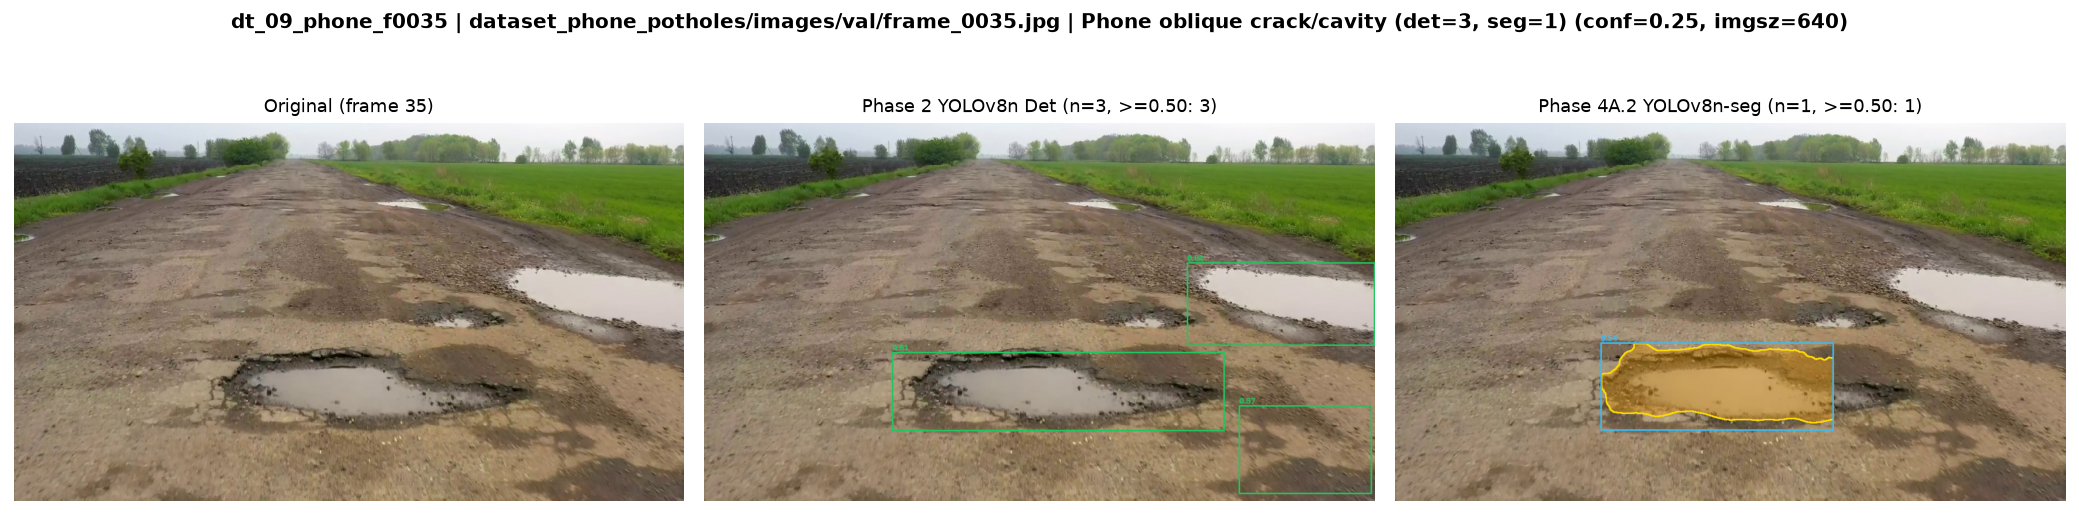 dt_09_phone_f0035 | dataset_phone_potholes/images/val/frame_0035.jpg | Phone oblique crack/cavity (det=3, seg=1) (conf=0.25, imgsz=640)
Original (frame 35)
Phase 2 YOLOv8n Det (n=3, >=0.50: 3)
Phase 4A.2 YOLOv8n-seg (n=1, >=0.50: 1)
0.57